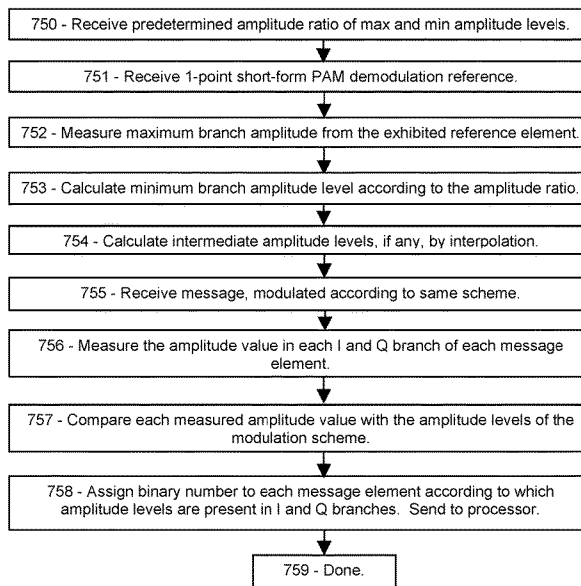 750 - Receive predetermined amplitude ratio of max and min amplitude levels.
751 - Receive 1-point short-form PAM demodulation reference.
752 - Measure maximum branch amplitude from the exhibited reference element.
753 - Calculate minimum branch amplitude level according to the amplitude ratio.
754 - Calculate intermediate amplitude levels, if any, by interpolation.
755 - Receive message, modulated according to same scheme.
756 - Measure the amplitude value in each I and Q branch of each message
element.
757 - Compare each measured amplitude value with the amplitude levels of the
modulation scheme.
758 - Assign binary number to each message element according to which
amplitude levels are present in I and Q branches.  Send to processor.
759 - Done.